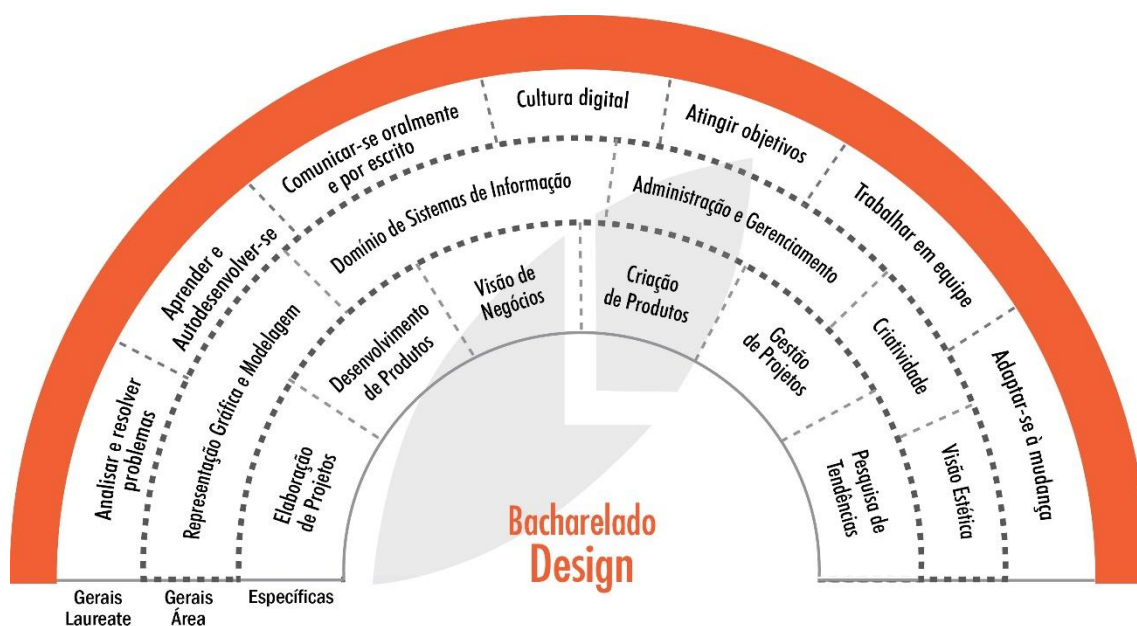 Analisar e resolver
problemas
Aprender e
Autodesenvolver-se
Comunicar-se oralmente
e por escrito
Cultura digital
Atingir objetivos
Trabalhar em equipe
Adaptar-se à mudança
Representação Gráfica e Modelagem
Domínio de Sistemas de Informação
Administração e Gerenciamento
Criatividade
Visão Estética
Elaboração
de Projetos
Desenvolvimento
de Produtos
Visão de
Negócios
Criação
de Produtos
Gestão
de Projetos
Pesquisa de
Tendências
Bacharelado
Design
Gerais
Laureate
Gerais
Área
Específicas